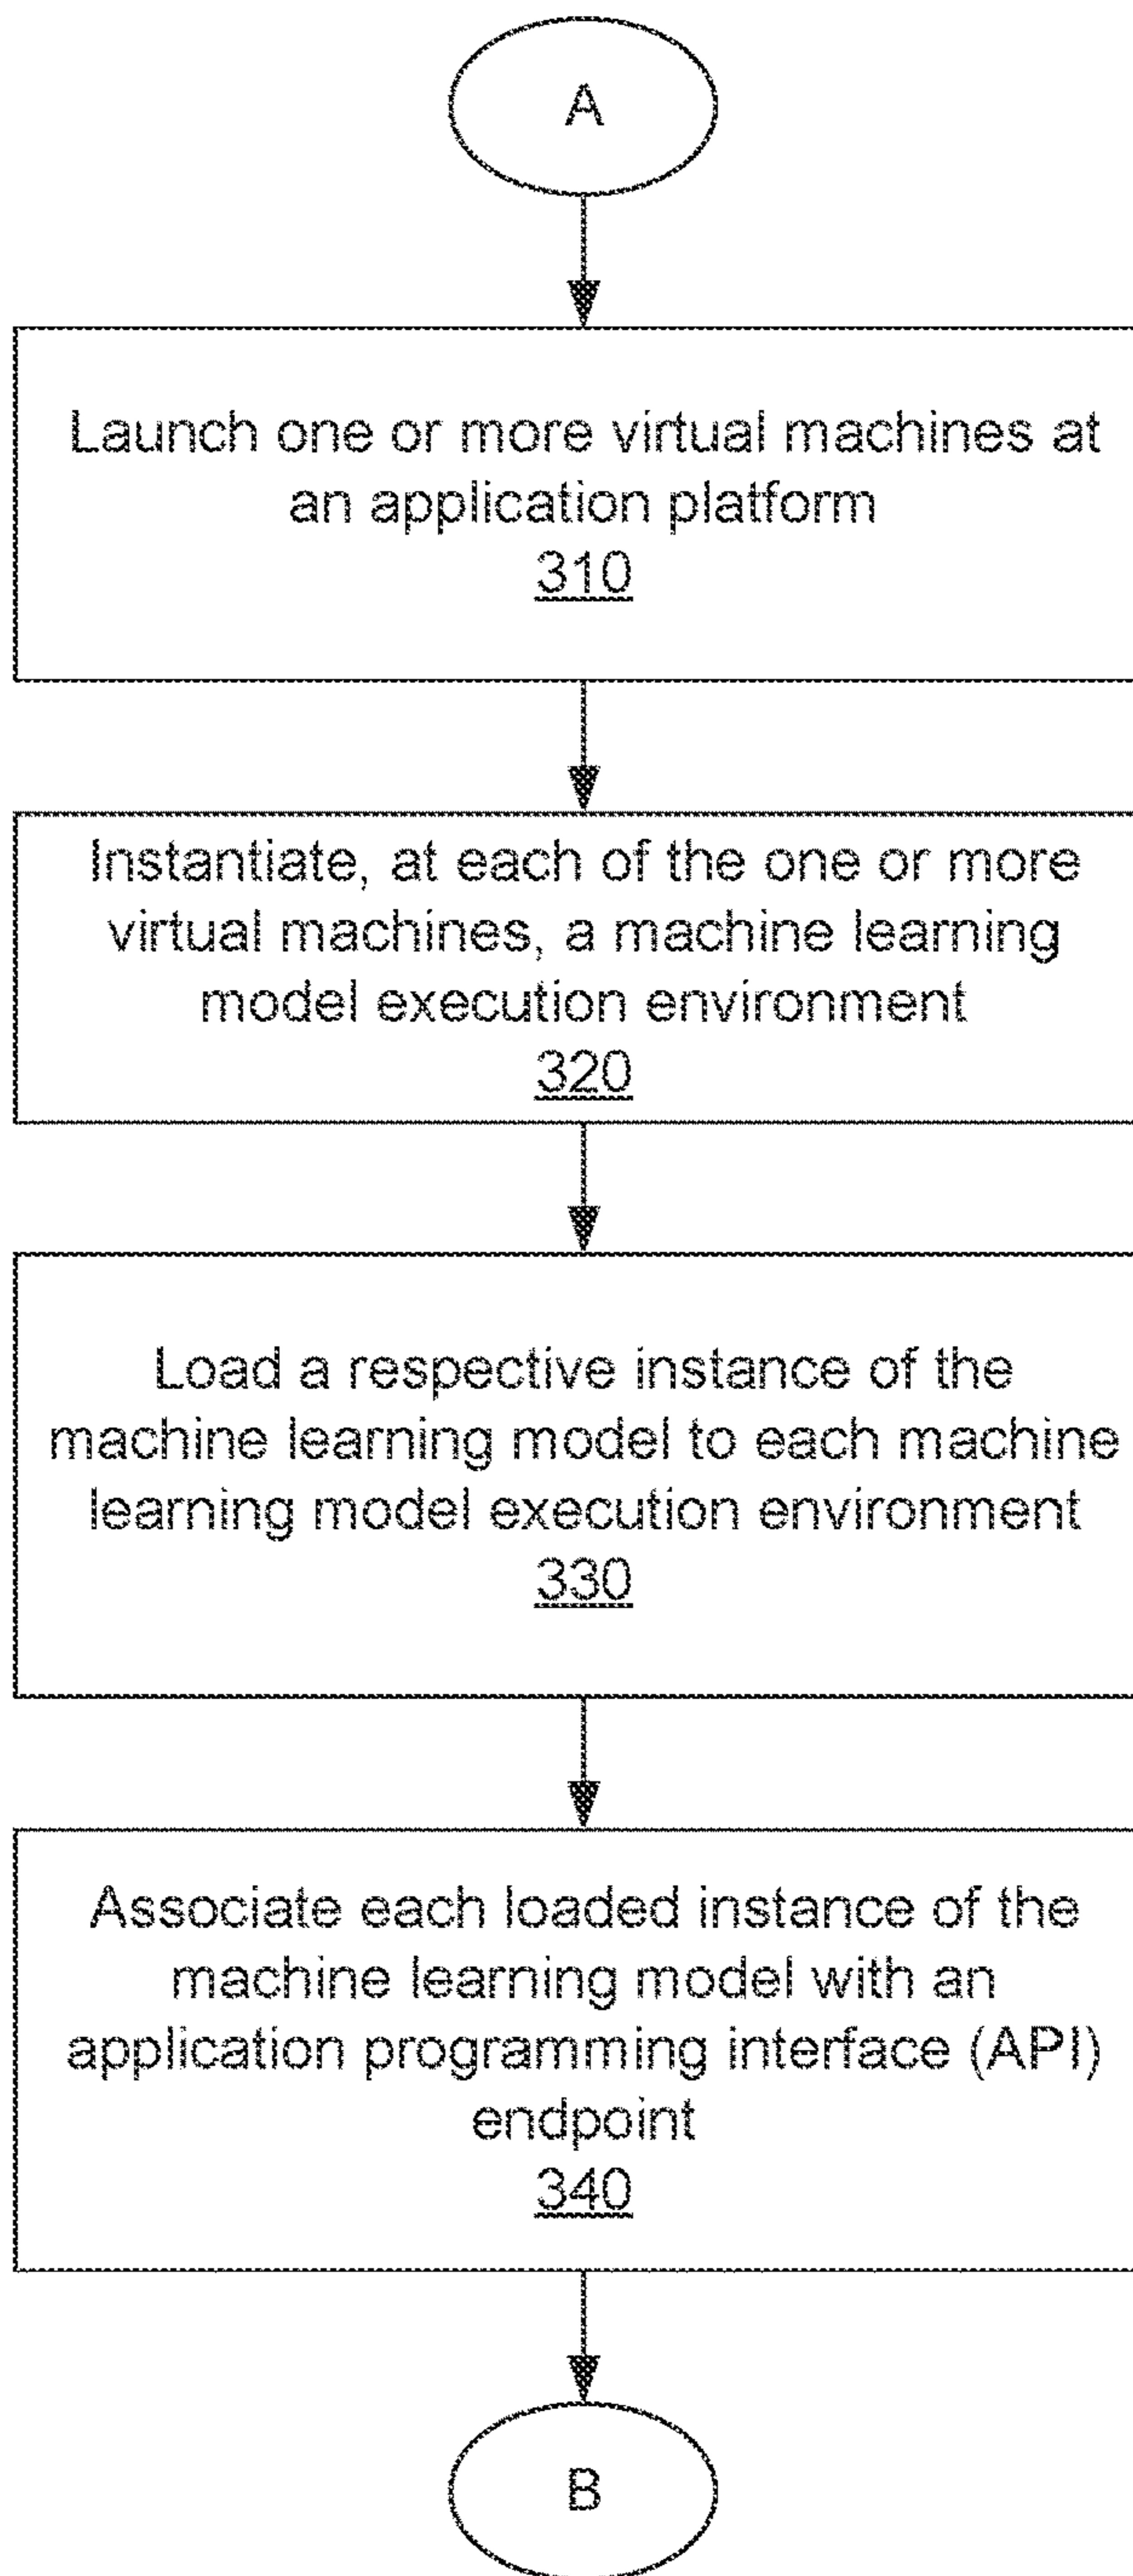 A
Launch one or more virtual machines at
an application platform
310
Instantiate, at each of the one or more
virtual machines, a machine learning
model execution environment
320
Load a respective instance of the
machine learning model to each machine
learning model execution environment
330
Associate each loaded instance of the
machine learning model with an
application programming interface (API)
endpoint
340
B